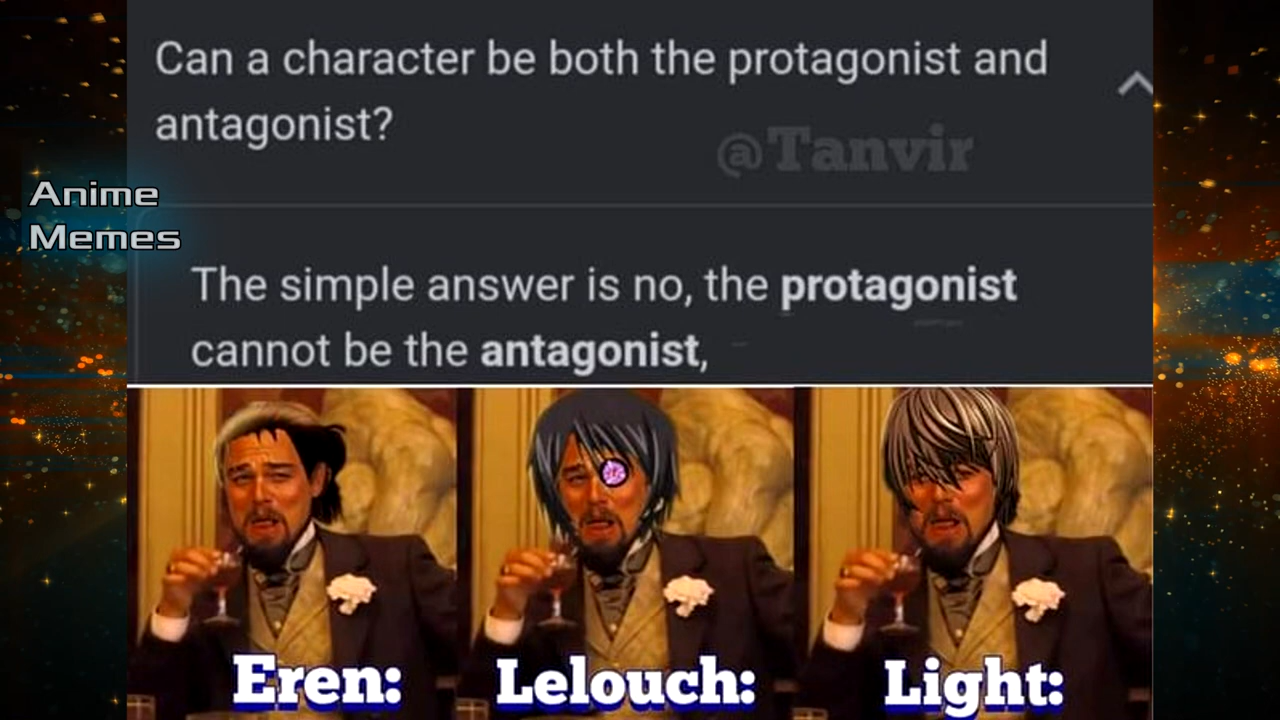 Can a character be both the protagonist and
antagonist?
@Tanvir
Anime
Memes
The simple answer is no, the protagonist
cannot be the antagonist,
Eren:
Lelouch:
Light: